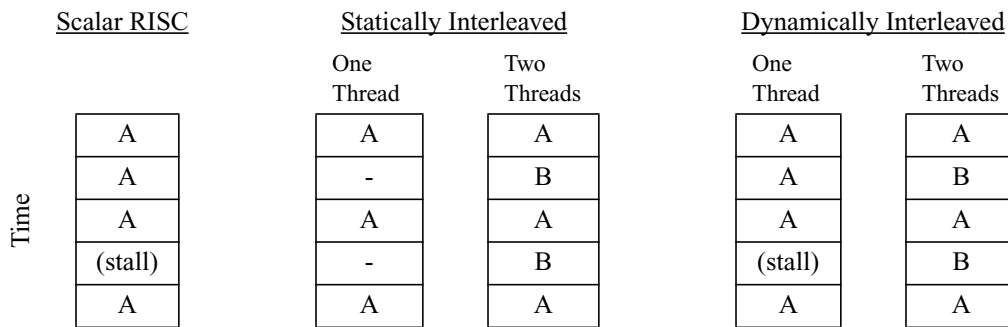 Scalar RISC Statically Interleaved Dynamically Interleaved
One Two One Two
Thread Threads Thread Threads
A A A A A
A - B A B
Time A A A A A
(stall) - B (stall) B
A A A A A